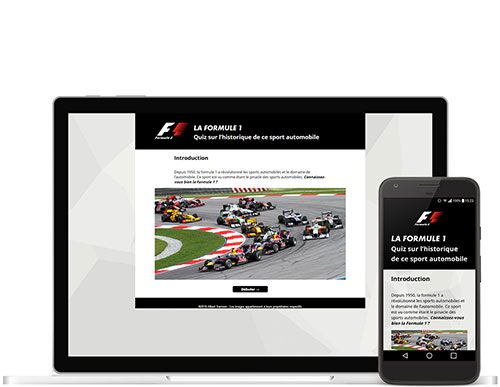 F1
Formula 1
LA FORMULE 1
Quiz sur l'historique de ce sport automobile
Introduction
Depuis 1950, la formule 1 a révolutionné les sports automobiles et le domaine de
l'automobile. Ce sport est vu comme étant le pinacle des sports automobiles. Connaissez-
vous bien la Formule 1 ?
Débuter
F1
LA FORMULE 1
Quiz sur l'historique
de ce sport automobile
Introduction
Depuis 1950, la formule 1 a
révolutionné les sports automobiles et
le domaine de l'automobile. Ce sport
est vu comme étant le pinacle des
sports automobiles. Connaissez-vous
bien la Formule 1 ?